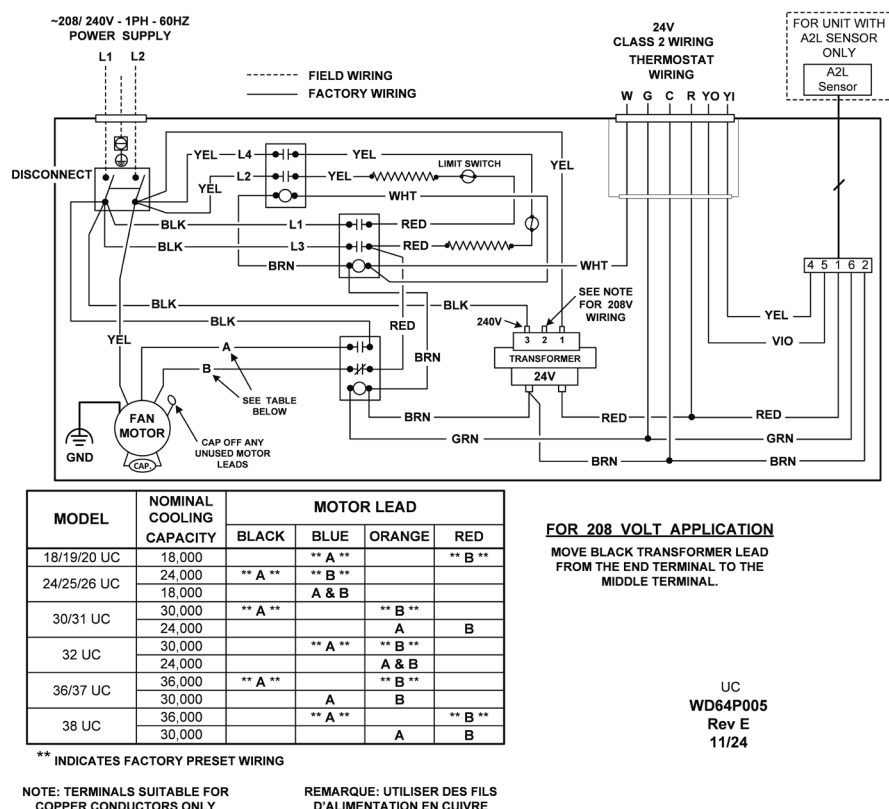 ~208/ 240V - 1PH - 60HZ
POWER SUPPLY
L1 L2
FIELD WIRING
FACTORY WIRING
24V
CLASS 2 WIRING
THERMOSTAT
WIRING
W G C R YO YI
FOR UNIT WITH
A2L SENSOR
ONLY
A2L
Sensor
DISCONNECT
YEL
L4
YEL
LIMIT SWITCH
YEL
YEL
L2
YEL
WHT
BLK
L1
RED
BLK
L3
RED
BRN
WHT
4 5 1 6 2
BLK
BLK
SEE NOTE
FOR 208V
WIRING
240V
YEL
BLK
RED
VIO
YEL
BRN
3 2 1
TRANSFORMER
24V
A
B
SEE TABLE
BELOW
FAN
MOTOR
CAP.
GND
CAP OFF ANY
UNUSED MOTOR
LEADS
BRN
RED
RED
GRN
GRN
BRN
BRN
MODEL
NOMINAL
COOLING
CAPACITY
MOTOR LEAD
BLACK BLUE ORANGE RED
18/19/20 UC 18,000 ** A ** ** B **
24/25/26 UC 24,000 ** A ** ** B **
18,000 A & B
30/31 UC 30,000 ** A ** ** B **
24,000 A B
32 UC 30,000 ** A ** ** B **
24,000 A & B
36/37 UC 36,000 ** A ** ** B **
30,000 A B
38 UC 36,000 ** A ** ** B **
30,000 A B
** INDICATES FACTORY PRESET WIRING
FOR 208 VOLT APPLICATION
MOVE BLACK TRANSFORMER LEAD
FROM THE END TERMINAL TO THE
MIDDLE TERMINAL.
UC
WD64P005
Rev E
11/24
NOTE: TERMINALS SUITABLE FOR
COPPER CONDUCTORS ONLY
REMARQUE: UTILISER DES FILS
D'ALIMENTATION EN CUIVRE